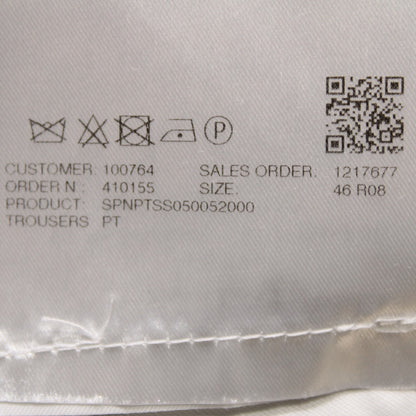 P
CUSTOMER: 100764 SALES ORDER: 1217677
ORDER N.: 410155 SIZE: 46 R08
PRODUCT: SPNPTSS050052000
TROUSERS PT